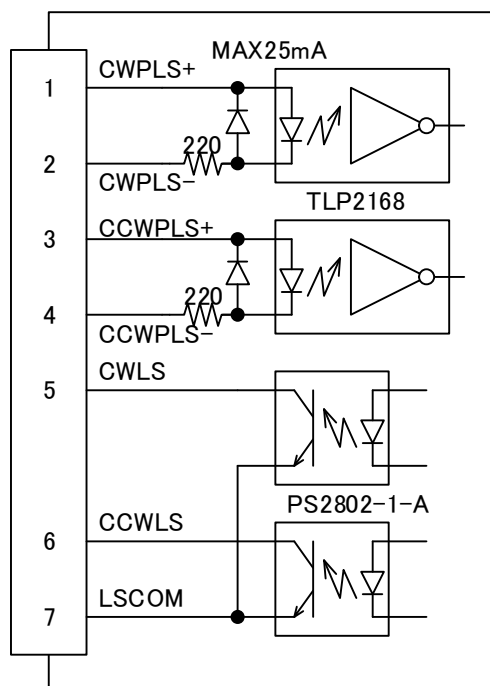 MAX25mA
1 CWPLS+
220
2 CWPLS-
TLP2168
3 CCWPLS+
220
4 CCWPLS-
5 CWLS
PS2802-1-A
6 CCWLS
7 LSCOM